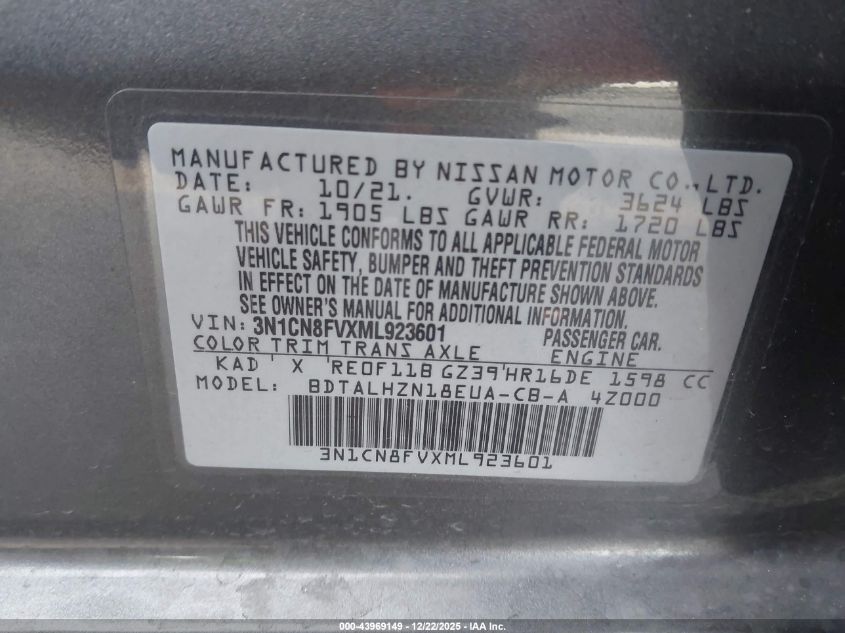 MANUFACTURED BY NISSAN MOTOR CO.,LTD.
DATE: 10/21. GVWR: 3624 LBS
GAWR FR: 1905 LBS GAWR RR: 1720 LBS
THIS VEHICLE CONFORMS TO ALL APPLICABLE FEDERAL MOTOR
VEHICLE SAFETY, BUMPER AND THEFT PREVENTION STANDARDS
IN EFFECT ON THE DATE OF MANUFACTURE SHOWN ABOVE.
SEE OWNER'S MANUAL FOR ADDITIONAL INFORMATION.
VIN: 3N1CN8FVXML923601 PASSENGER CAR.
COLOR TRIM TRANS AXLE ENGINE
KAD ' X 'RE0F11B GZ39'HR16DE 1598 CC
MODEL: BDTALHZN18EUA-CB-A 4Z000
3N1CN8FVXML923601
000-43969149 - 12/22/2025 - IAA Inc.